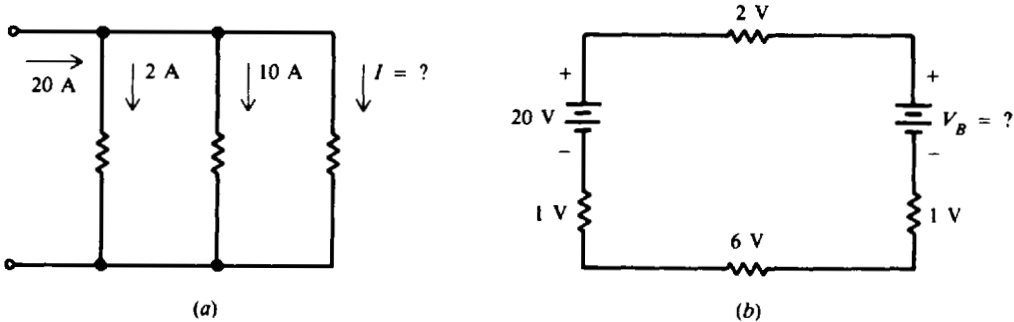 20 A
2 A
10 A
I = ?
(a)
2 V
+
20 V
−
1 V
6 V
+
V_B = ?
−
1 V
(b)